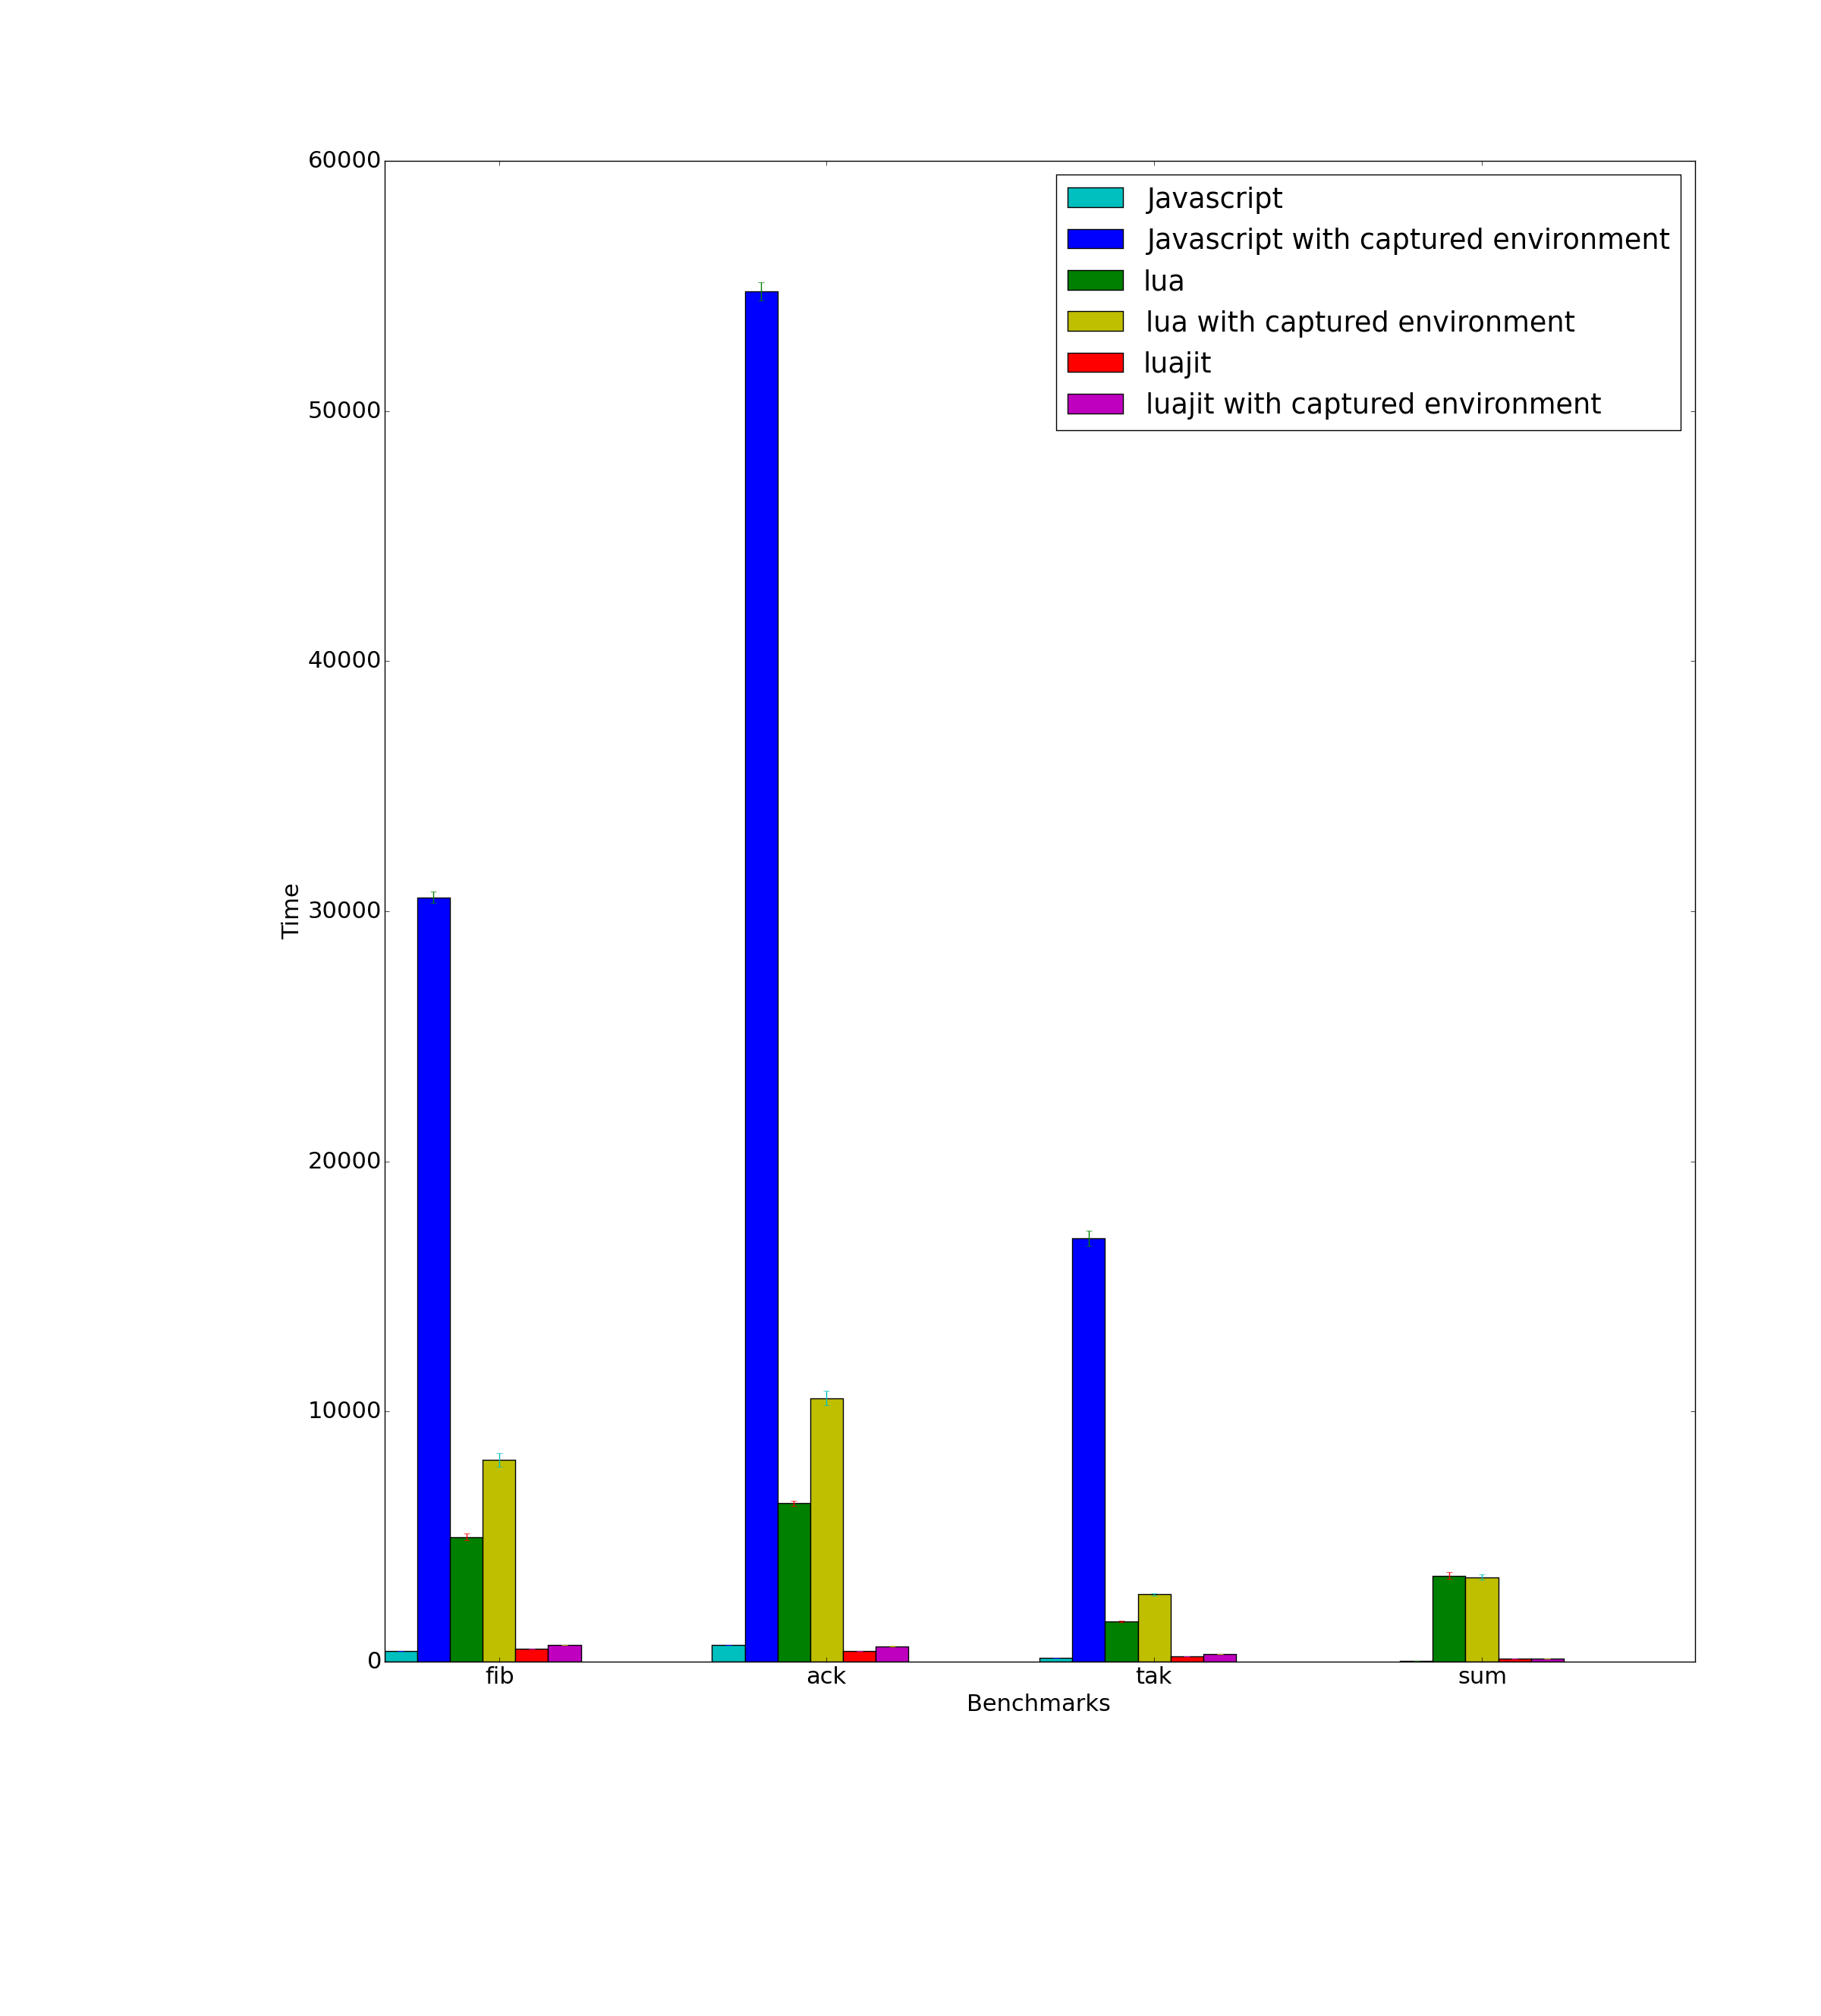 60000
50000
40000
30000
20000
10000
0
Time
Javascript
Javascript with captured environment
lua
lua with captured environment
luajit
luajit with captured environment
fib ack tak sum
Benchmarks